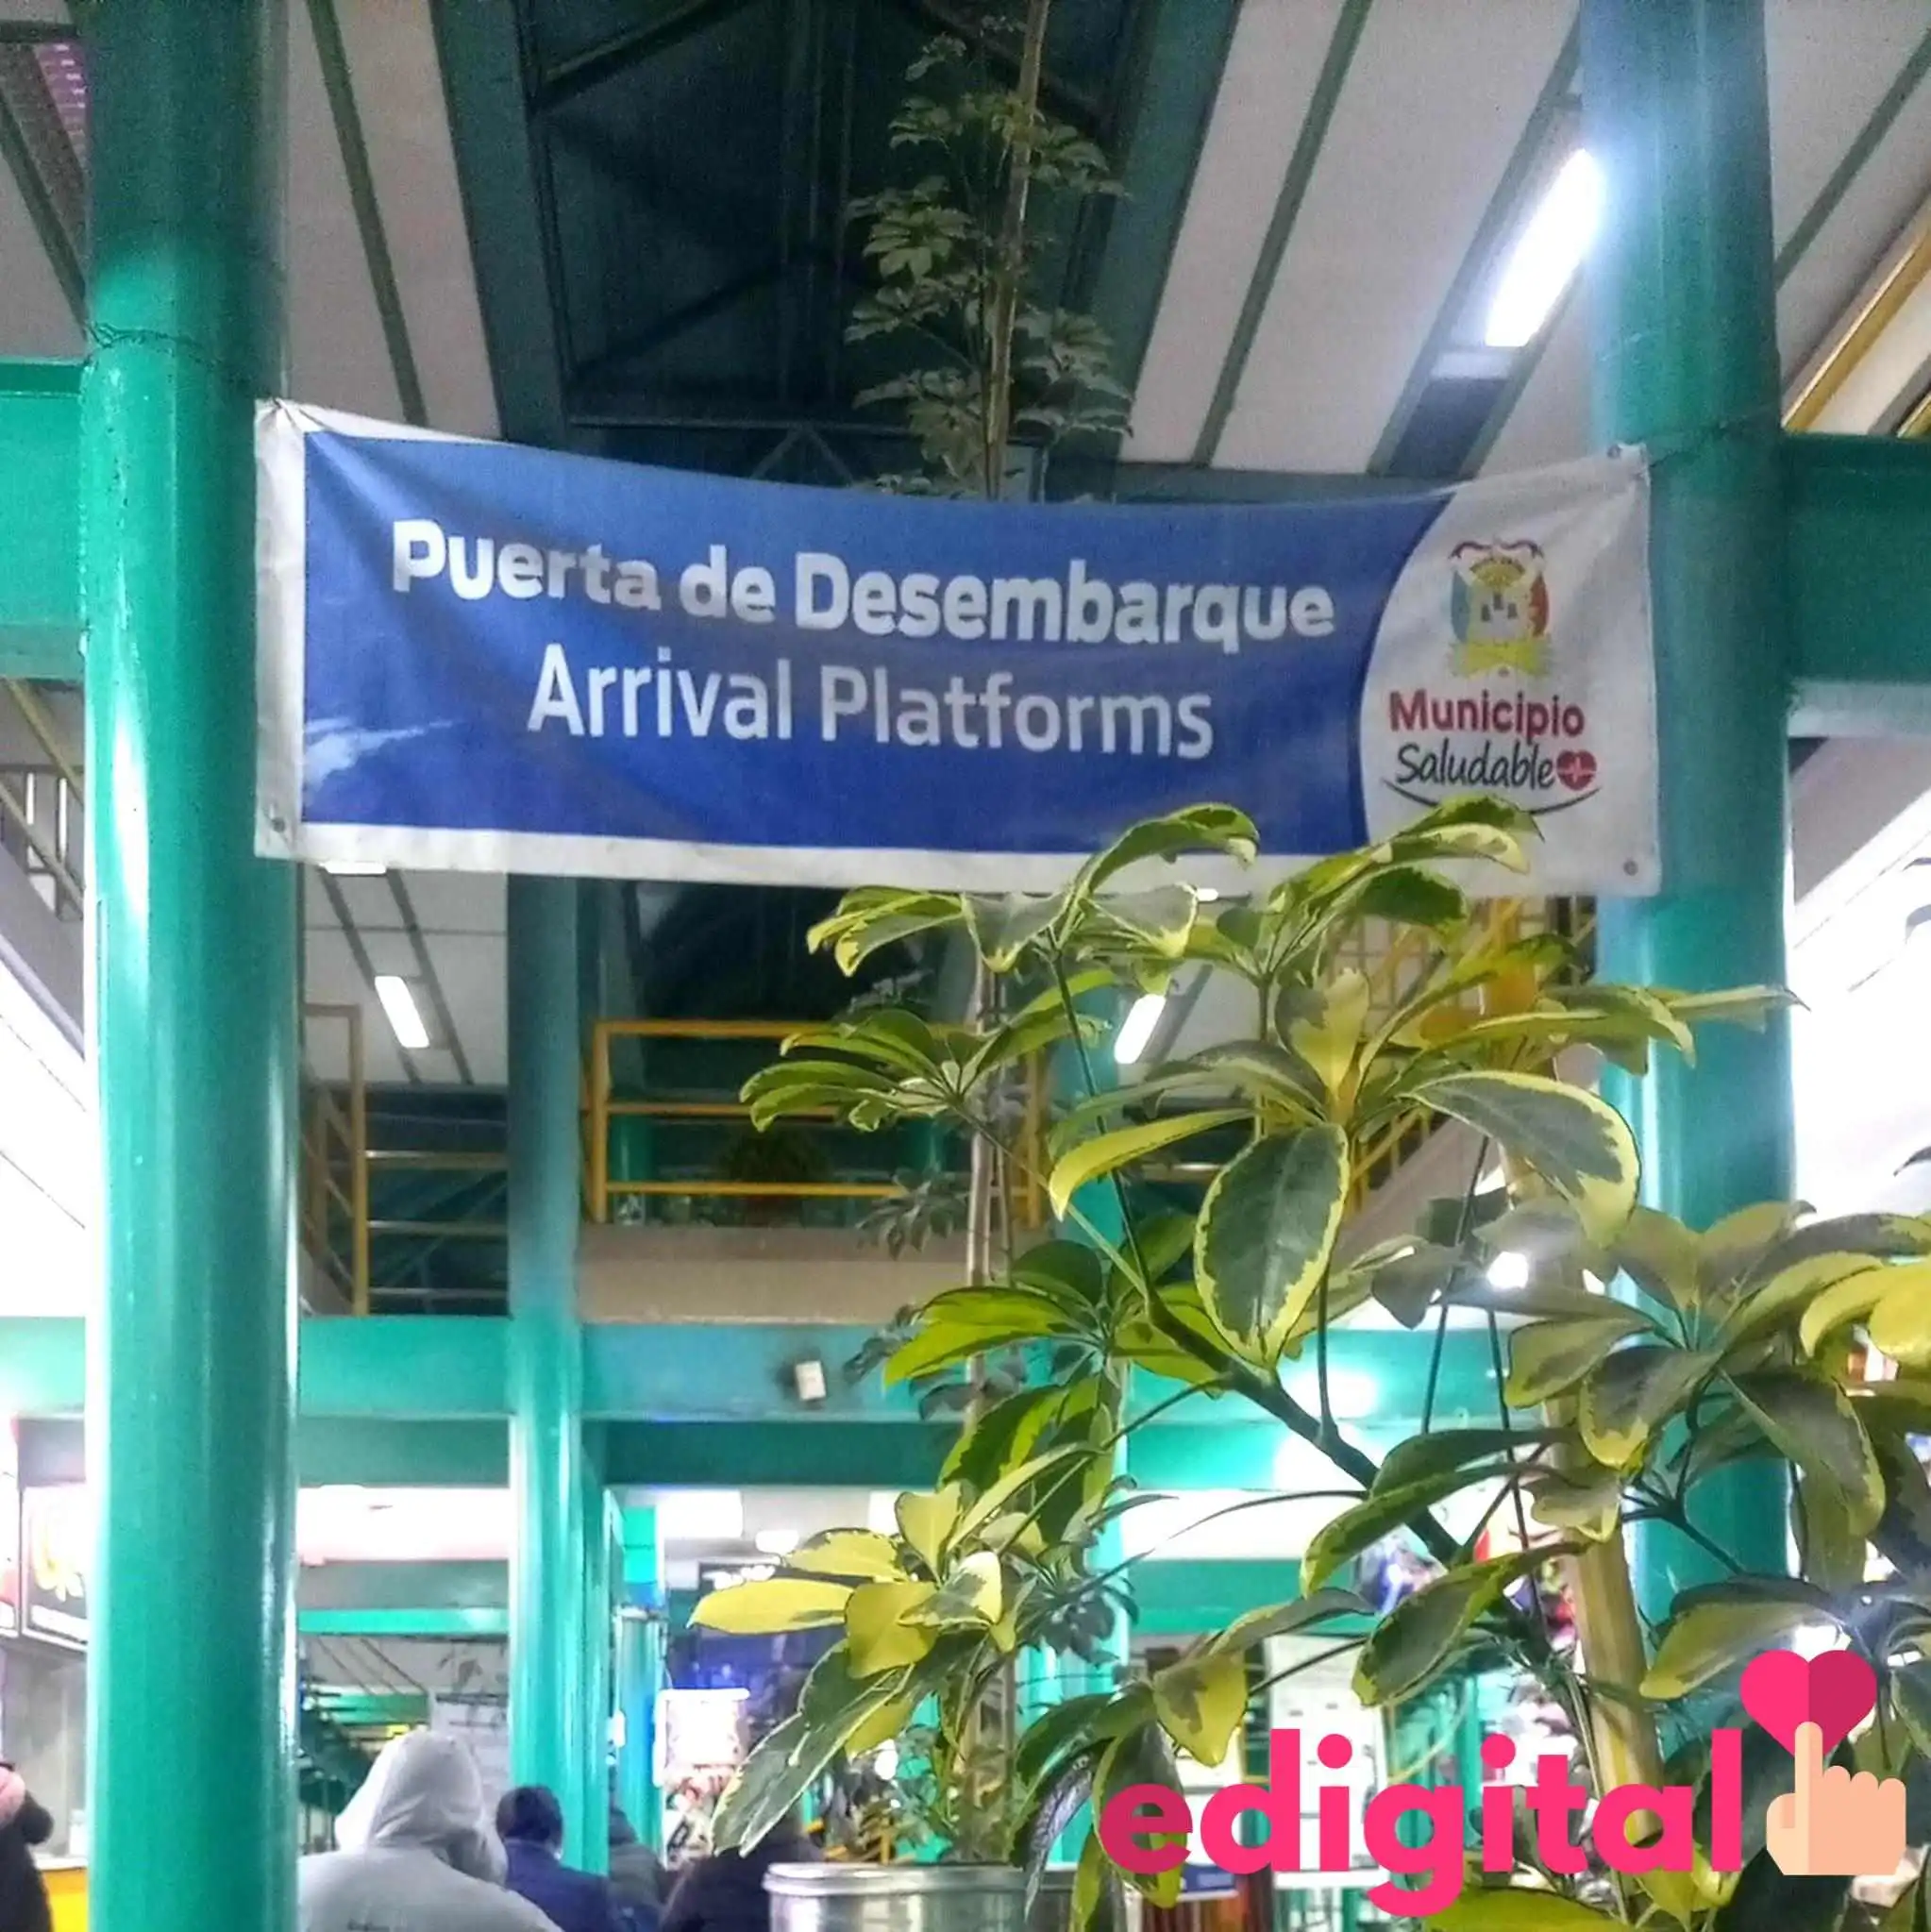 Puerta de Desembarque
Arrival Platforms
Municipio
Saludable
edigital